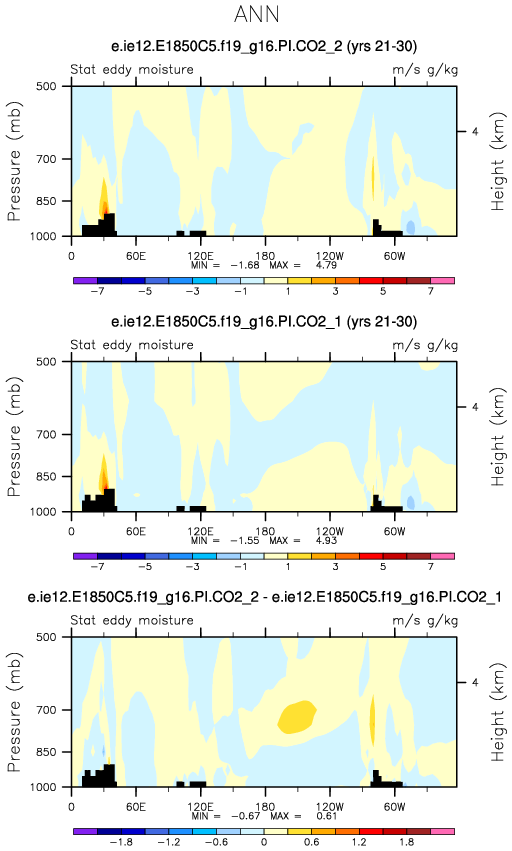 ANN
e.ie12.E1850C5.f19_g16.PI.CO2_2 (yrs 21-30)
Stat eddy moisture m/s g/kg
500
700
850
1000
Pressure (mb)
4
Height (km)
0 60E 120E 180 120W 60W
MIN = -1.68 MAX = 4.79
-7 -5 -3 -1 1 3 5 7
e.ie12.E1850C5.f19_g16.PI.CO2_1 (yrs 21-30)
Stat eddy moisture m/s g/kg
500
700
850
1000
Pressure (mb)
4
Height (km)
0 60E 120E 180 120W 60W
MIN = -1.55 MAX = 4.93
-7 -5 -3 -1 1 3 5 7
e.ie12.E1850C5.f19_g16.PI.CO2_2 - e.ie12.E1850C5.f19_g16.PI.CO2_1
Stat eddy moisture m/s g/kg
500
700
850
1000
Pressure (mb)
4
Height (km)
0 60E 120E 180 120W 60W
MIN = -0.67 MAX = 0.61
-1.8 -1.2 -0.6 0 0.6 1.2 1.8